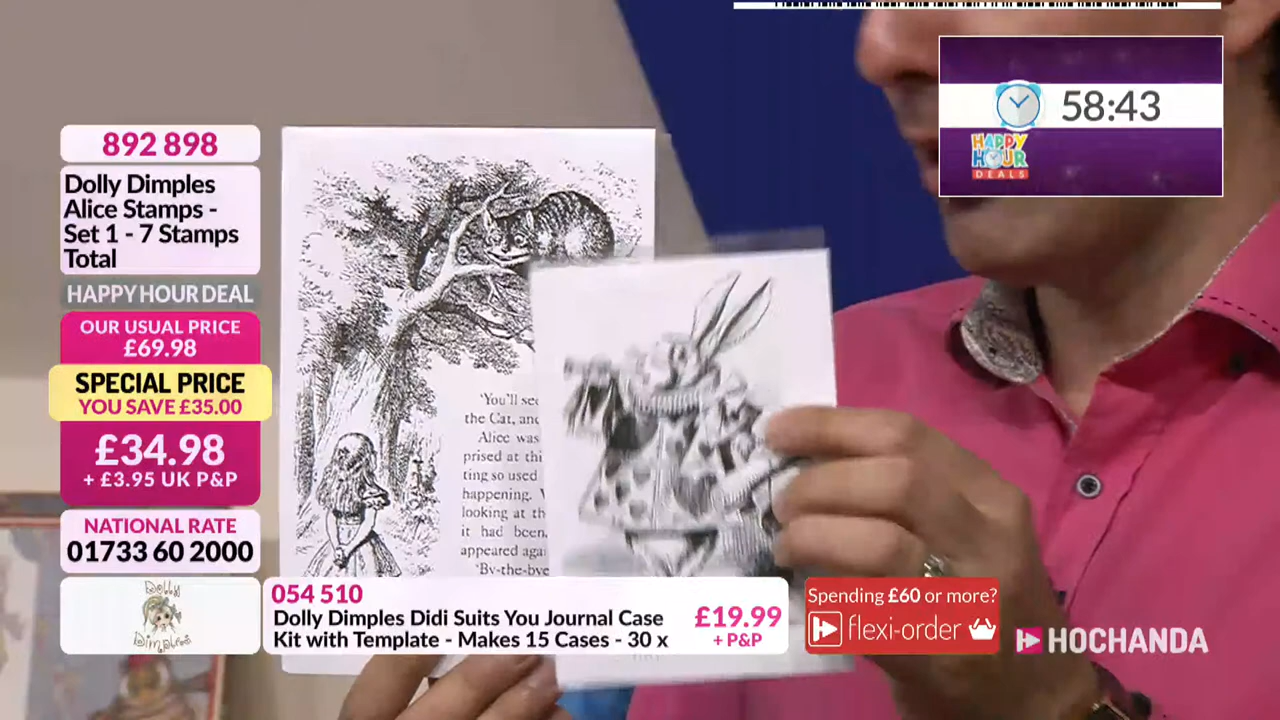 58:43
HAPPY
HOUR
DEALS
892 898
Dolly Dimples
Alice Stamps -
Set 1 - 7 Stamps
Total
HAPPY HOUR DEAL
OUR USUAL PRICE
£69.98
SPECIAL PRICE
YOU SAVE £35.00
£34.98
+ £3.95 UK P&P
NATIONAL RATE
01733 60 2000
'You'll see
the Cat, and
Alice was
prised at thi
ting so used
happening.
looking at th
it had been,
appeared agai
'By-the-bye
Dolly
Dimples
054 510
Dolly Dimples Didi Suits You Journal Case
Kit with Template - Makes 15 Cases - 30 x
£19.99
+ P&P
Spending £60 or more?
flexi-order
HOCHANDA